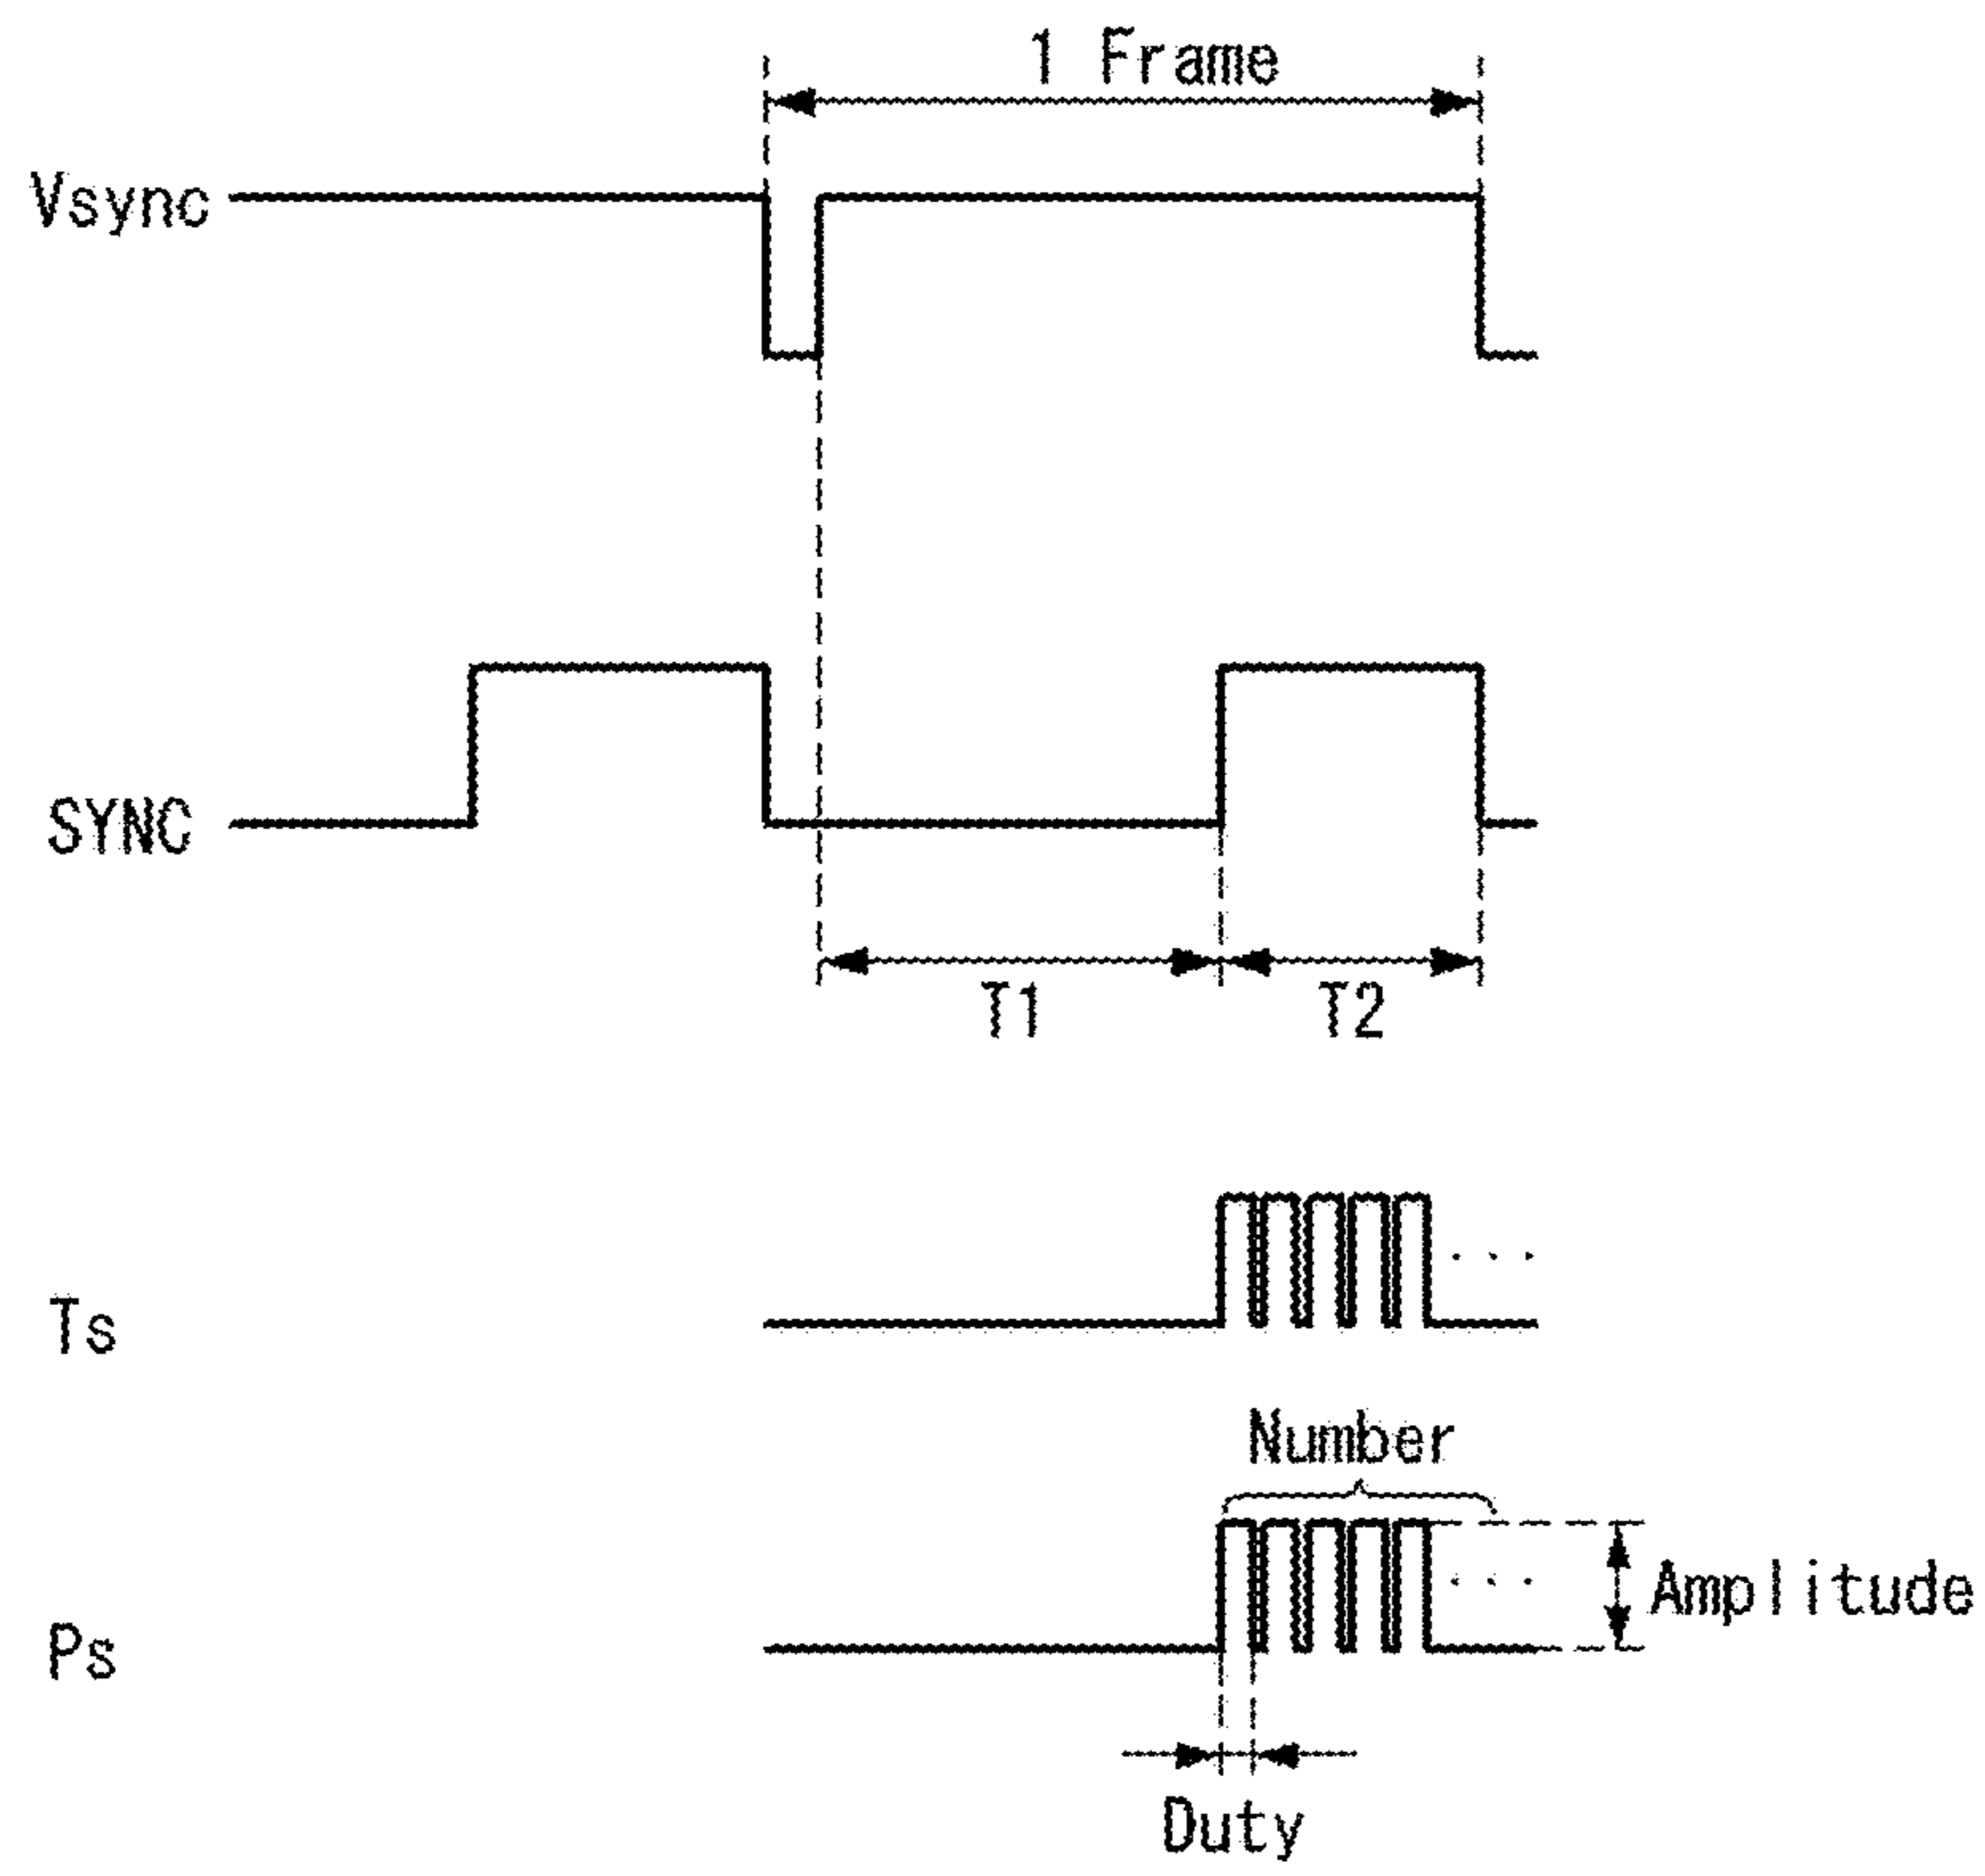 1 Frame
Vsync
SYNC
T1 T2
Ts
Number
Amplitude
Ps
Duty